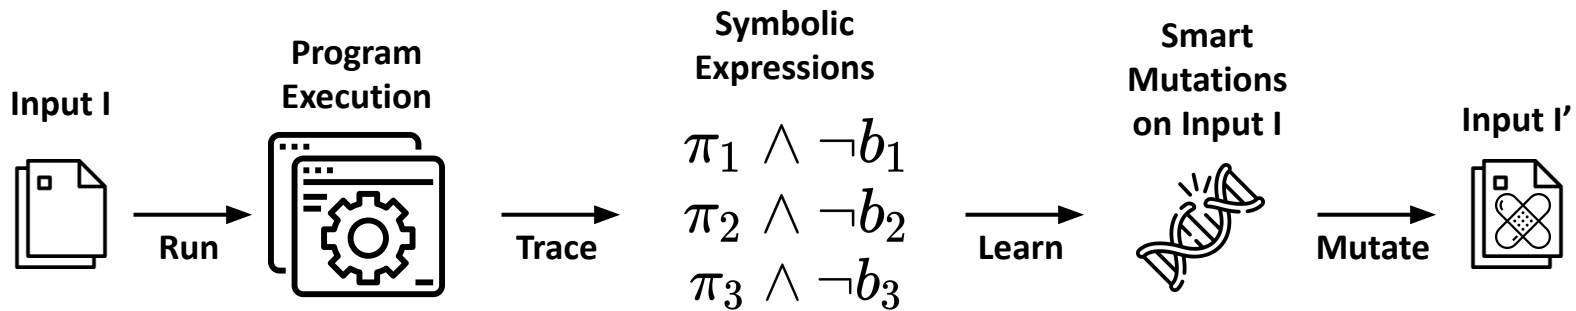 Input I
Run
Program
Execution
Trace
Symbolic
Expressions
π₁ ∧ ¬b₁
π₂ ∧ ¬b₂
π₃ ∧ ¬b₃
Learn
Smart
Mutations
on Input I
Mutate
Input I’